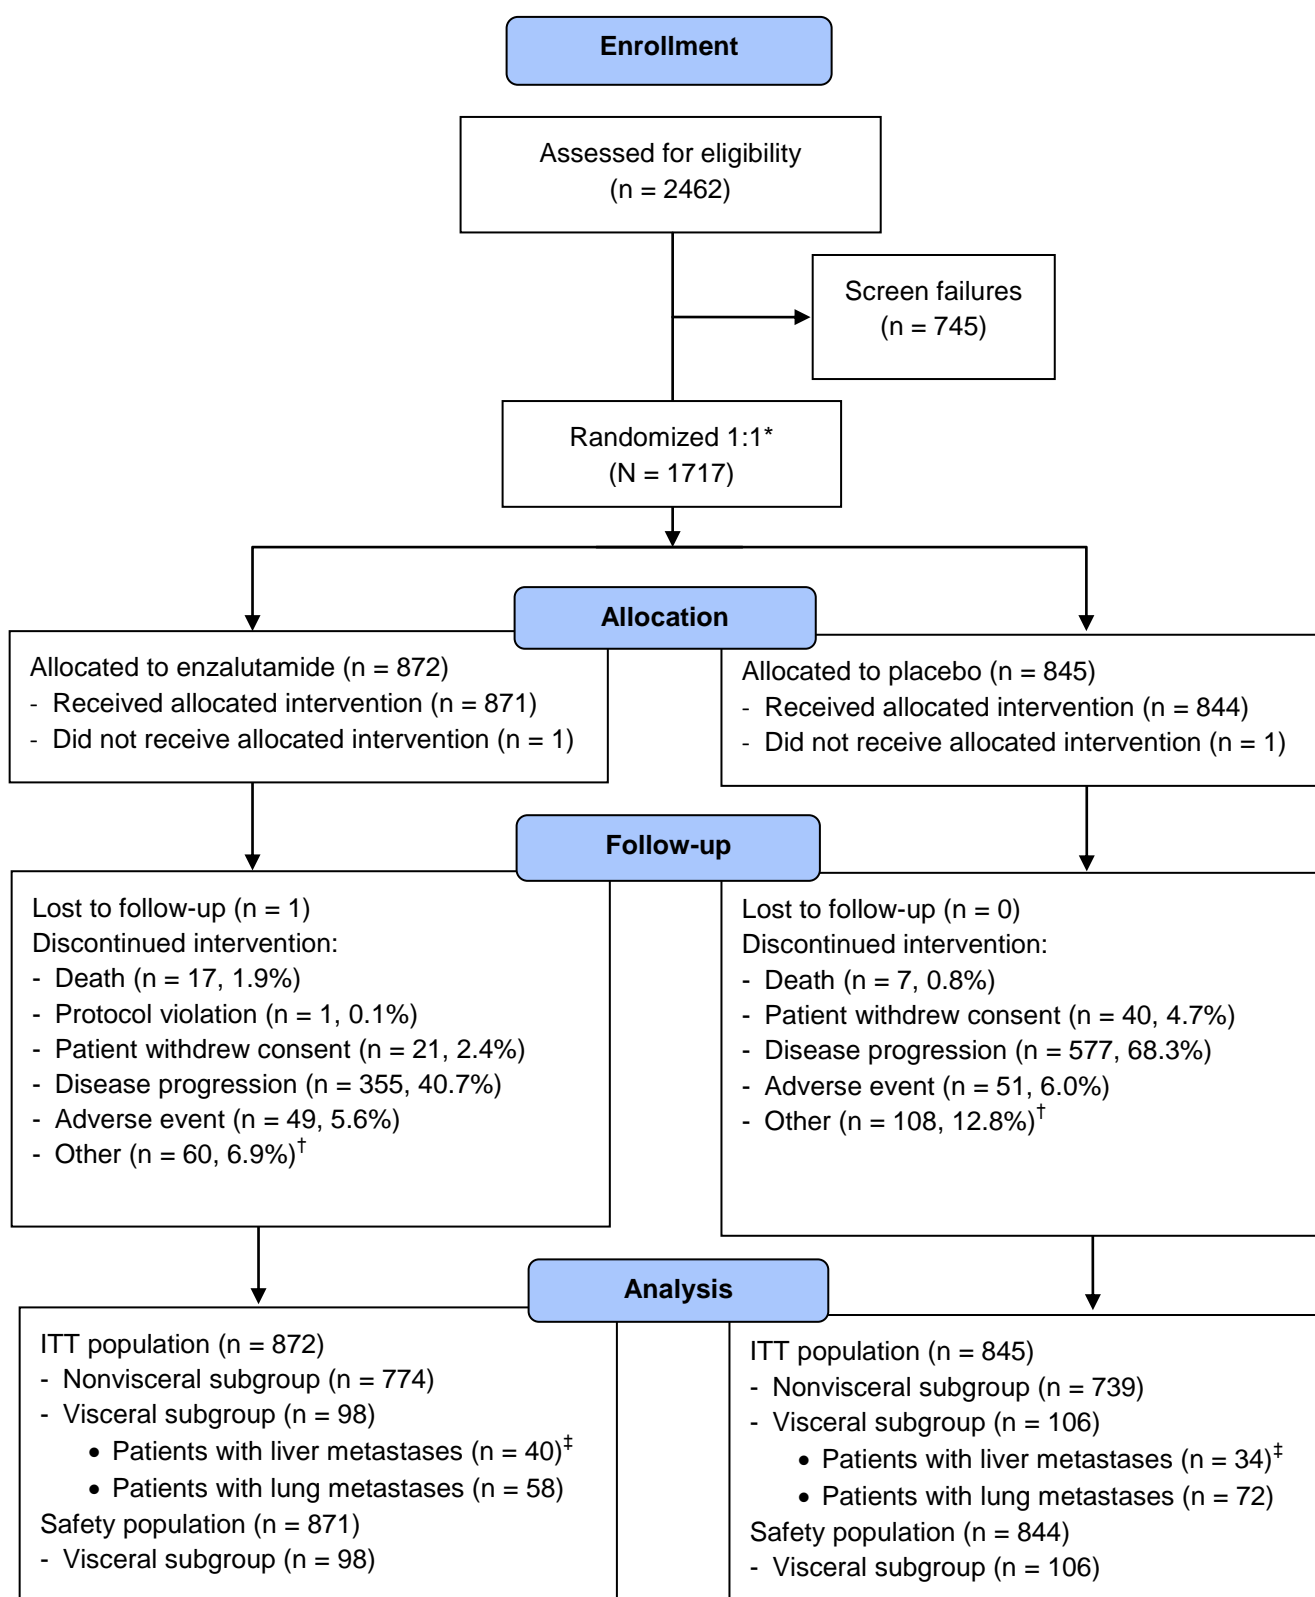 Enrollment
Assessed for eligibility
(n = 2462)
Screen failures
(n = 745)
Randomized 1:1*
(N = 1717)
Allocation
Allocated to enzalutamide (n = 872)
- Received allocated intervention (n = 871)
- Did not receive allocated intervention (n = 1)
Allocated to placebo (n = 845)
- Received allocated intervention (n = 844)
- Did not receive allocated intervention (n = 1)
Follow-up
Lost to follow-up (n = 1)
Discontinued intervention:
- Death (n = 17, 1.9%)
- Protocol violation (n = 1, 0.1%)
- Patient withdrew consent (n = 21, 2.4%)
- Disease progression (n = 355, 40.7%)
- Adverse event (n = 49, 5.6%)
- Other (n = 60, 6.9%)†
Lost to follow-up (n = 0)
Discontinued intervention:
- Death (n = 7, 0.8%)
- Patient withdrew consent (n = 40, 4.7%)
- Disease progression (n = 577, 68.3%)
- Adverse event (n = 51, 6.0%)
- Other (n = 108, 12.8%)†
Analysis
ITT population (n = 872)
- Nonvisceral subgroup (n = 774)
- Visceral subgroup (n = 98)
• Patients with liver metastases (n = 40)‡
• Patients with lung metastases (n = 58)
Safety population (n = 871)
- Visceral subgroup (n = 98)
ITT population (n = 845)
- Nonvisceral subgroup (n = 739)
- Visceral subgroup (n = 106)
• Patients with liver metastases (n = 34)‡
• Patients with lung metastases (n = 72)
Safety population (n = 844)
- Visceral subgroup (n = 106)